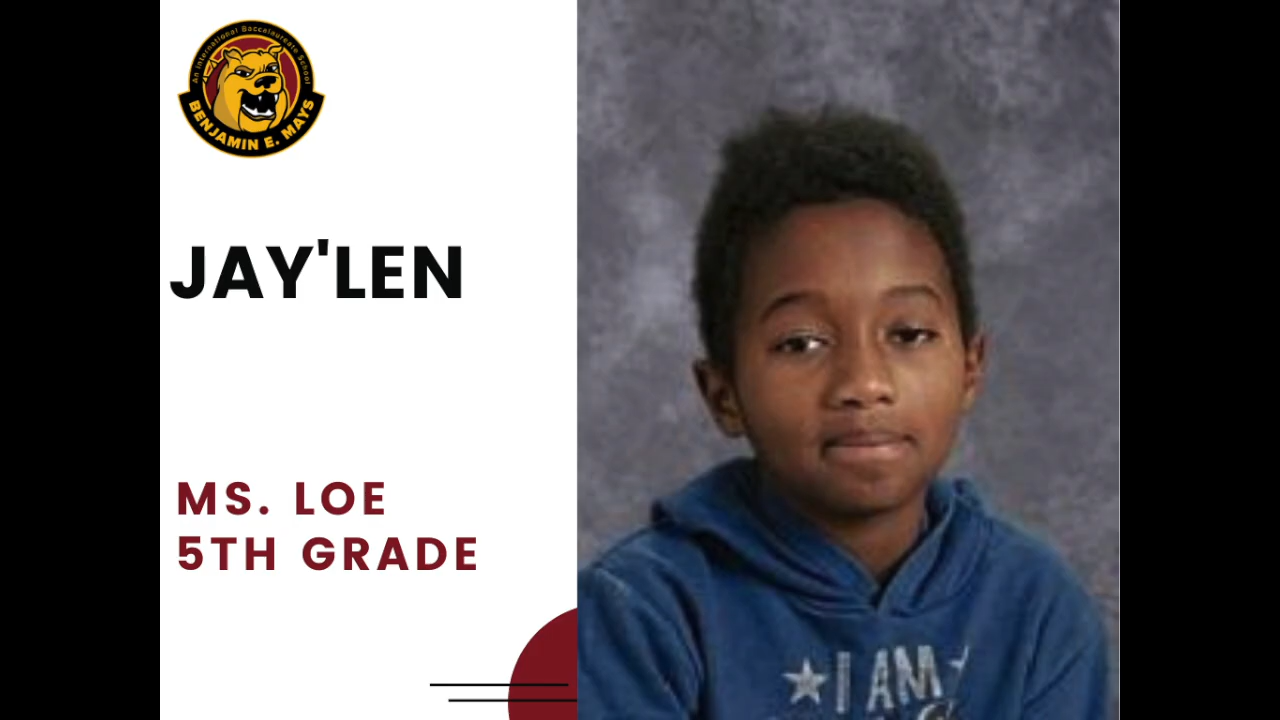 An International Baccalaureate School
BENJAMIN E. MAYS
JAY'LEN
MS. LOE
5TH GRADE
I AM